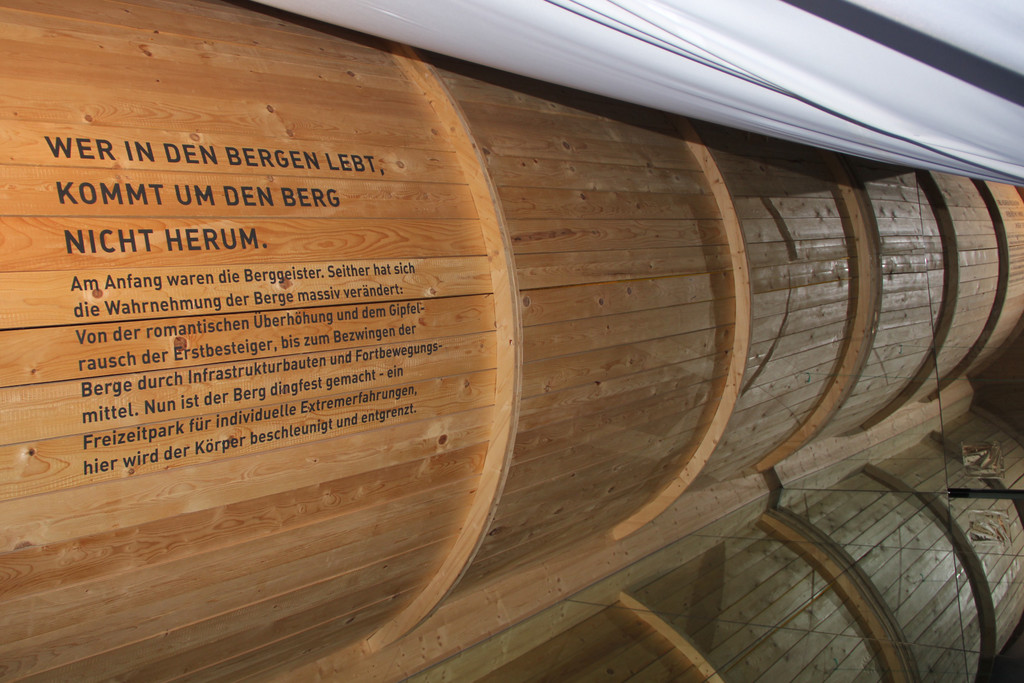 WER IN DEN BERGEN LEBT,
KOMMT UM DEN BERG
NICHT HERUM.
Am Anfang waren die Berggeister. Seither hat sich
die Wahrnehmung der Berge massiv verändert:
Von der romantischen Überhöhung und dem Gipfel-
rausch der Erstbesteiger, bis zum Bezwingen der
Berge durch Infrastrukturbauten und Fortbewegungs-
mittel. Nun ist der Berg dingfest gemacht - ein
Freizeitpark für individuelle Extremerfahrungen,
hier wird der Körper beschleunigt und entgrenzt.